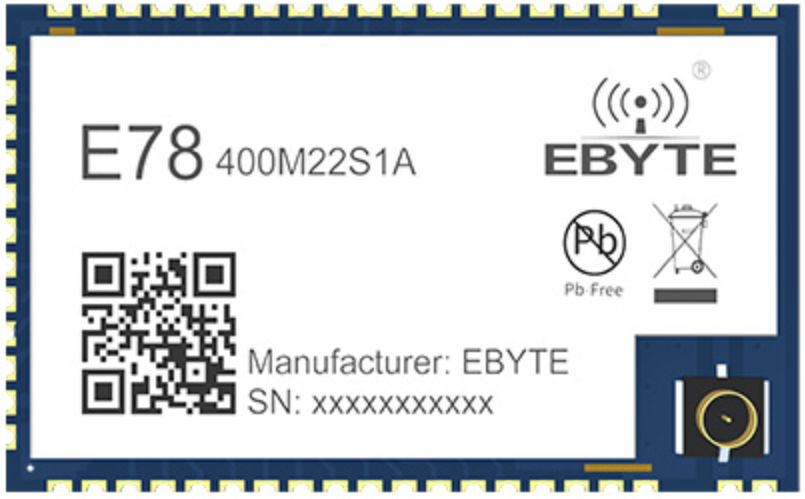 ®
E78 400M22S1A
EBYTE
Pb
Pb-Free
Manufacturer: EBYTE
SN: xxxxxxxxxxx